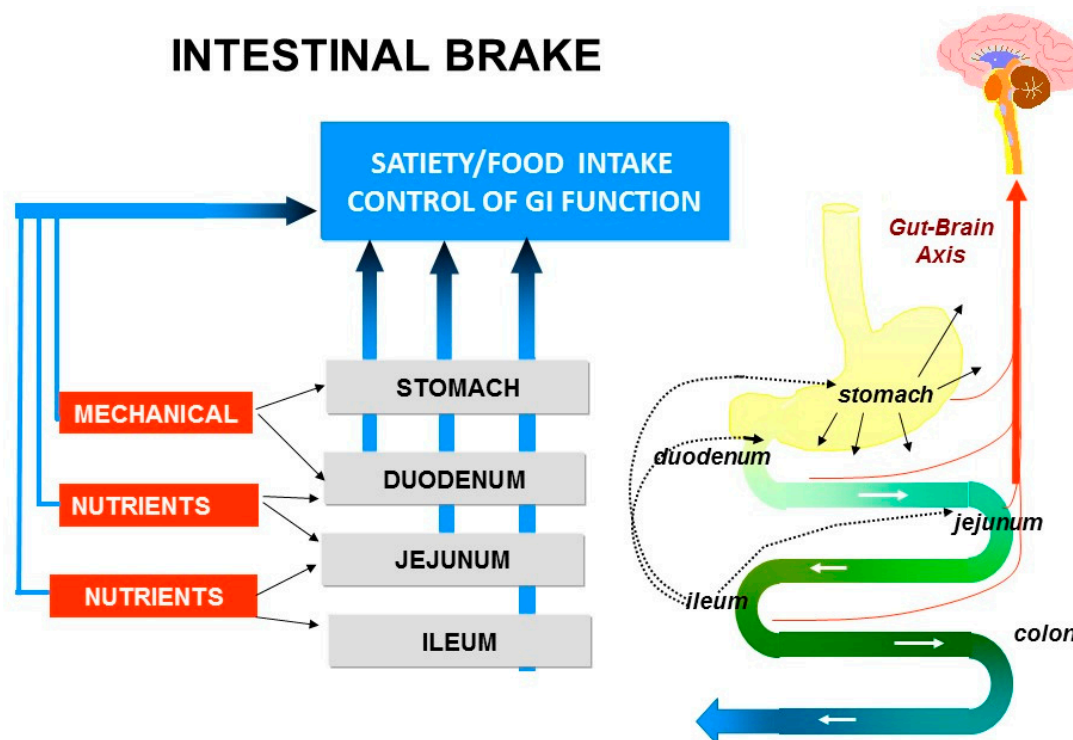 INTESTINAL BRAKE
SATIETY/FOOD INTAKE
CONTROL OF GI FUNCTION
MECHANICAL
NUTRIENTS
NUTRIENTS
STOMACH
DUODENUM
JEJUNUM
ILEUM
Gut-Brain
Axis
stomach
duodenum
jejunum
ileum
colon